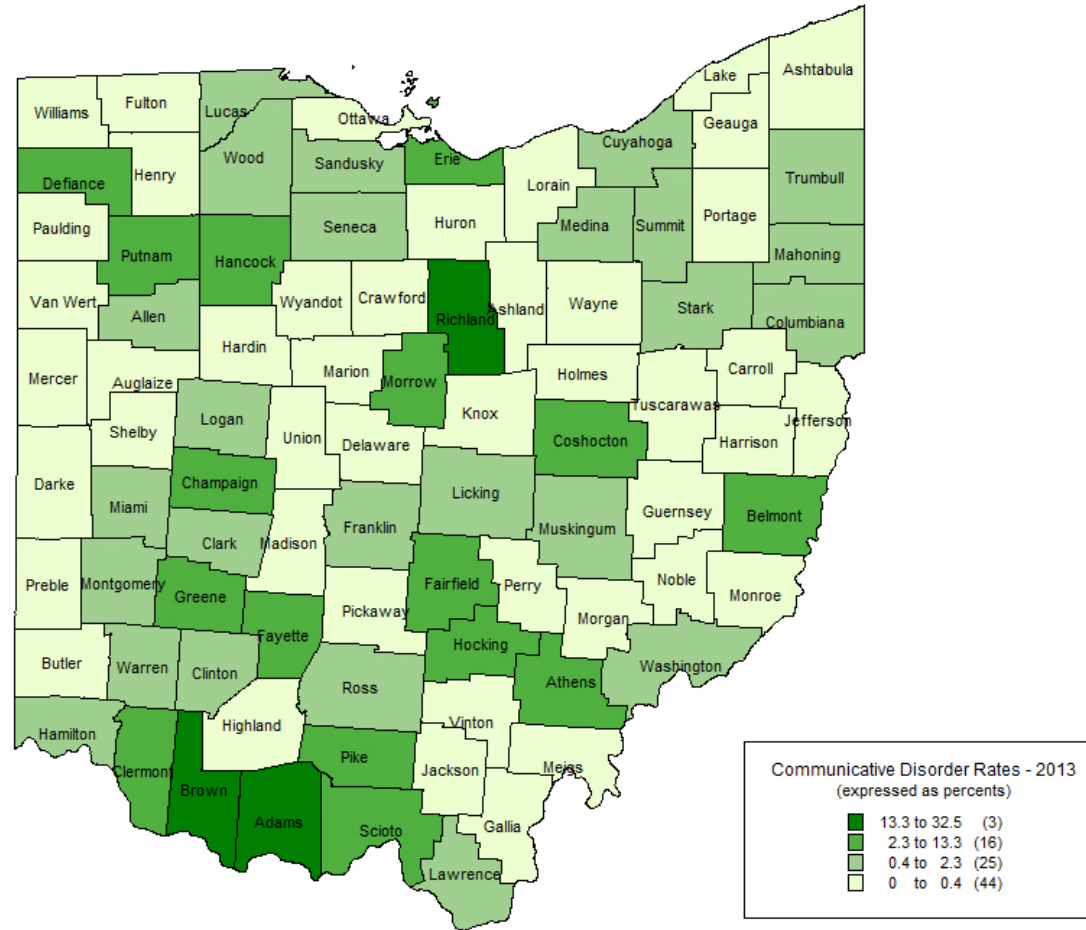 Ashtabula
Lake
Geauga
Williams
Fulton
Lucas
Ottawa
Cuyahoga
Wood
Sandusky
Erie
Lorain
Trumbull
Defiance
Henry
Paulding
Seneca
Huron
Medina
Summit
Portage
Mahoning
Putnam
Hancock
Van Wert
Allen
Wyandot
Crawford
Richland
Ashland
Wayne
Stark
Columbiana
Hardin
Mercer
Auglaize
Marion
Morrow
Holmes
Carroll
Tuscarawas
Logan
Knox
Shelby
Union
Delaware
Coshocton
Harrison
Jefferson
Darke
Champaign
Miami
Licking
Guernsey
Belmont
Franklin
Muskingum
Clark
Madison
Preble
Montgomery
Greene
Fairfield
Perry
Noble
Monroe
Pickaway
Morgan
Fayette
Hocking
Butler
Warren
Clinton
Ross
Athens
Washington
Highland
Vinton
Hamilton
Clermont
Brown
Adams
Pike
Jackson
Meigs
Scioto
Gallia
Lawrence
Communicative Disorder Rates - 2013
(expressed as percents)
13.3 to 32.5 (3)
2.3 to 13.3 (16)
0.4 to 2.3 (25)
0 to 0.4 (44)